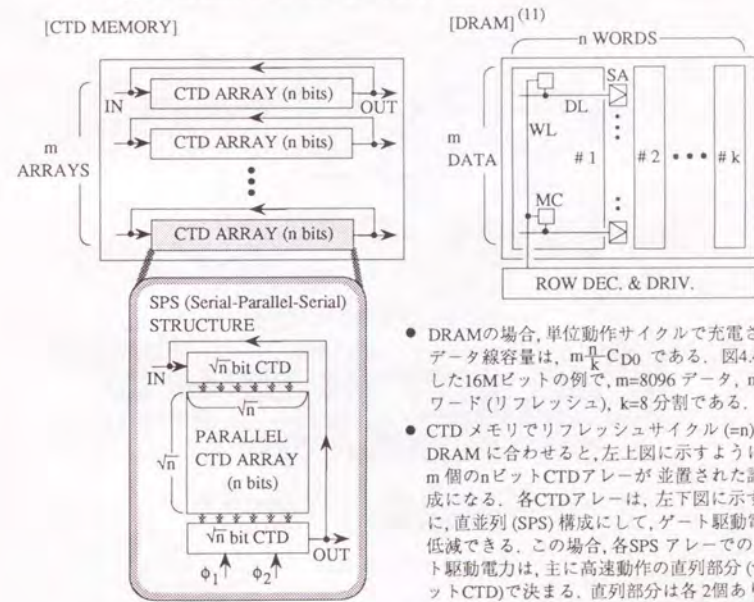 [CTD MEMORY]
IN
CTD ARRAY (n bits)
OUT
CTD ARRAY (n bits)
m
ARRAYS
CTD ARRAY (n bits)
SPS (Serial-Parallel-Serial)
STRUCTURE
IN
√n bit CTD
√n
√n
PARALLEL
CTD ARRAY
(n bits)
√n bit CTD
OUT
ϕ1
ϕ2
[DRAM](11)
n WORDS
SA
DL
WL
m
DATA
# 1
# 2
# k
MC
ROW DEC. & DRIV.
● DRAMの場合, 単位動作サイクルで充電さ
データ線容量は, m n/k CD0 である. 図4.
した16Mビットの例で, m=8096 データ, n
ワード (リフレッシュ), k=8 分割である.
● CTD メモリでリフレッシュサイクル (=n)
DRAM に合わせると, 左上図に示すように
m 個のnビットCTDアレーが 並置された
成になる. 各CTDアレーは, 左下図に示す
に, 直並列 (SPS) 構成にして, ゲート駆動
低減できる. この場合, 各SPS アレーでの
ト駆動電力は, 主に高速動作の直列部分
ットCTD)で決まる. 直列部分は各 2個あり